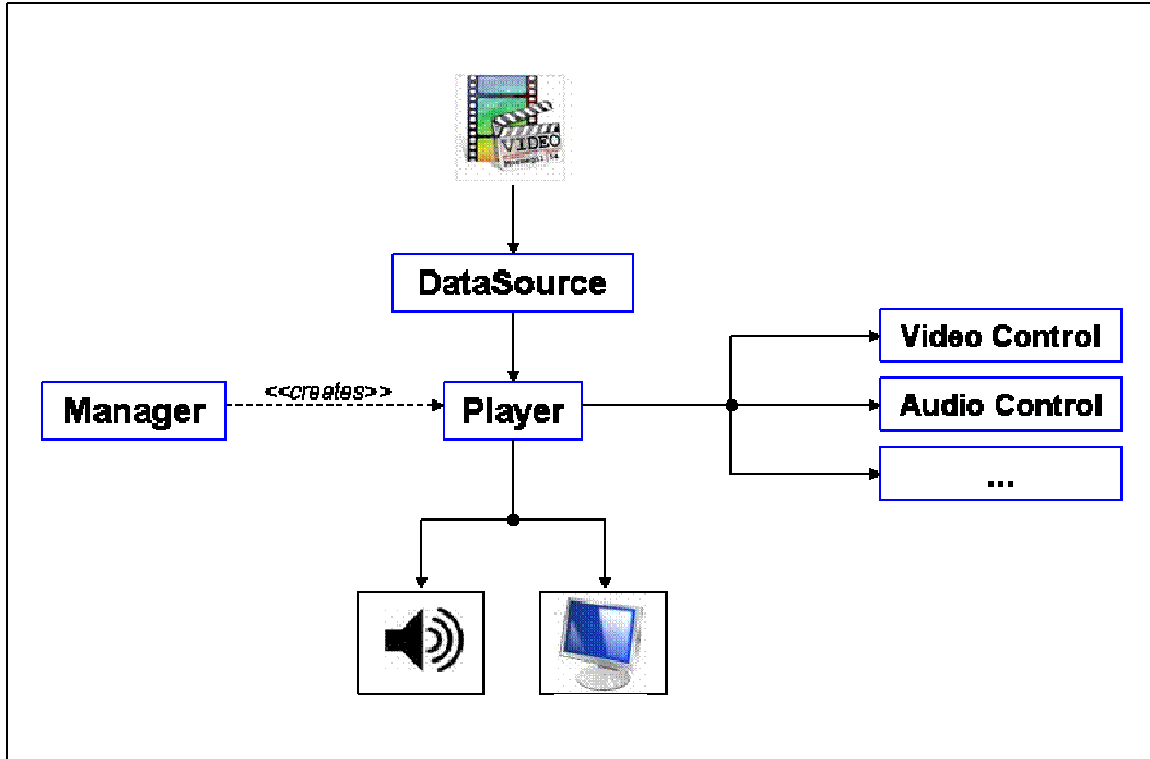 VIDEO
DataSource
Video Control
<<creates>>
Manager
Player
Audio Control
...